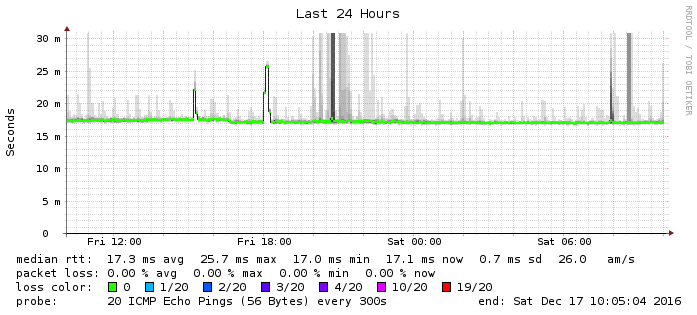 Last 24 Hours
RRDTOOL / TOBI OETIKER
Seconds
30 m
25 m
20 m
15 m
10 m
5 m
0
Fri 12:00 Fri 18:00 Sat 00:00 Sat 06:00
median rtt: 17.3 ms avg 25.7 ms max 17.0 ms min 17.1 ms now 0.7 ms sd 26.0 am/s
packet loss: 0.00 % avg 0.00 % max 0.00 % min 0.00 % now
loss color: 0 1/20 2/20 3/20 4/20 10/20 19/20
probe: 20 ICMP Echo Pings (56 Bytes) every 300s end: Sat Dec 17 10:05:04 2016